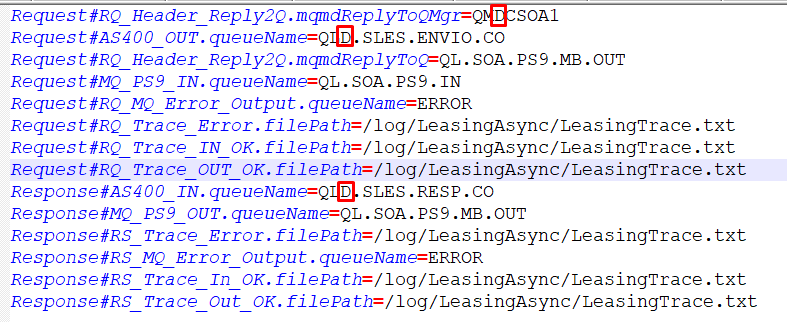 Request#RQ_Header_Reply2Q.mqmdReplyToQMgr=QMDCSOA1
Request#AS400_OUT.queueName=QLD.SLES.ENVIO.CO
Request#RQ_Header_Reply2Q.mqmdReplyToQ=QL.SOA.PS9.MB.OUT
Request#MQ_PS9_IN.queueName=QL.SOA.PS9.IN
Request#RQ_MQ_Error_Output.queueName=ERROR
Request#RQ_Trace_Error.filePath=/log/LeasingAsync/LeasingTrace.txt
Request#RQ_Trace_IN_OK.filePath=/log/LeasingAsync/LeasingTrace.txt
Request#RQ_Trace_OUT_OK.filePath=/log/LeasingAsync/LeasingTrace.txt
Response#AS400_IN.queueName=QLD.SLES.RESP.CO
Response#MQ_PS9_OUT.queueName=QL.SOA.PS9.MB.OUT
Response#RS_Trace_Error.filePath=/log/LeasingAsync/LeasingTrace.txt
Response#RS_MQ_Error_Output.queueName=ERROR
Response#RS_Trace_In_OK.filePath=/log/LeasingAsync/LeasingTrace.txt
Response#RS_Trace_Out_OK.filePath=/log/LeasingAsync/LeasingTrace.txt